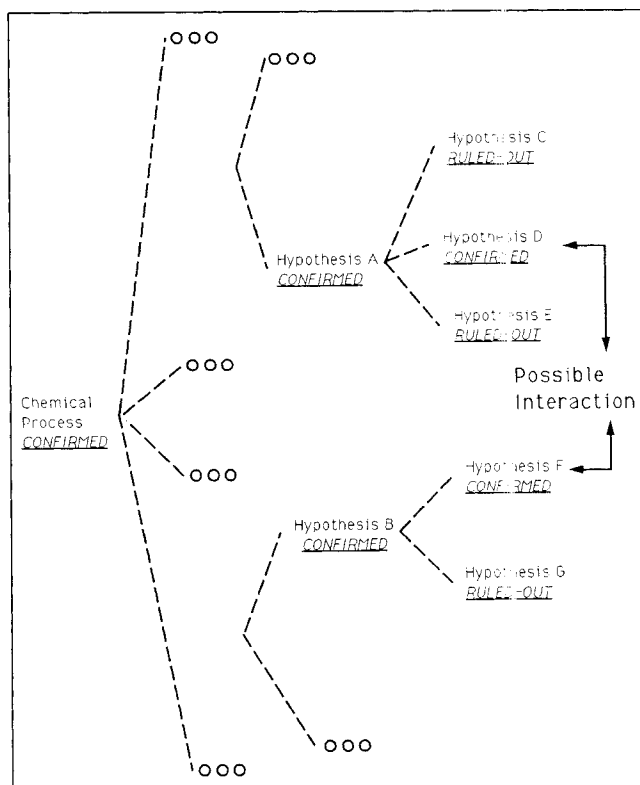 Hypothesis C
RULED-OUT
Hypothesis D
CONFIRMED
Hypothesis A
CONFIRMED
Hypothesis E
RULED-OUT
Possible
Interaction
Chemical
Process
CONFIRMED
Hypothesis F
CONFIRMED
Hypothesis B
CONFIRMED
Hypothesis G
RULED-OUT